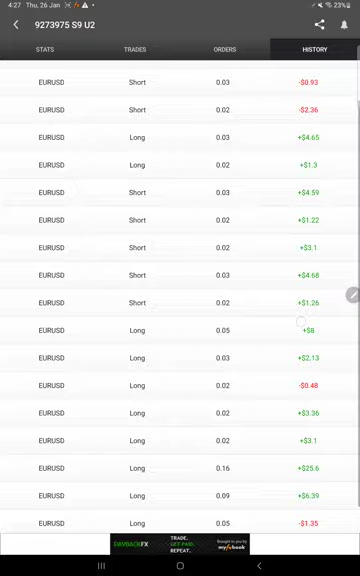 4:27 Thu, 26 Jan 23%
9273975 S9 U2
STATS TRADES ORDERS HISTORY
EURUSD Short 0.03 -$0.93
EURUSD Short 0.02 -$2.36
EURUSD Long 0.03 +$4.65
EURUSD Long 0.02 +$1.3
EURUSD Short 0.03 +$4.59
EURUSD Short 0.02 +$1.22
EURUSD Short 0.02 +$3.1
EURUSD Short 0.03 +$4.68
EURUSD Short 0.02 +$1.26
EURUSD Long 0.05 +$8
EURUSD Long 0.03 +$2.13
EURUSD Long 0.02 -$0.48
EURUSD Long 0.02 +$3.36
EURUSD Long 0.02 +$3.1
EURUSD Long 0.16 +$25.6
EURUSD Long 0.09 +$6.39
EURUSD Long 0.05 -$1.35
PAYBACKFX
TRADE.
GET PAID.
REPEAT.
Brought to you by
myfxbook